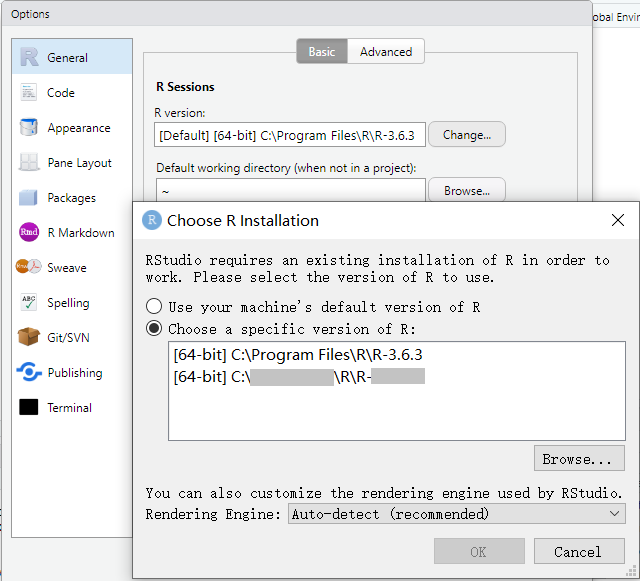 Options
obal Envir
Basic
Advanced
General
Code
Appearance
Pane Layout
Packages
R Markdown
Sweave
Spelling
Git/SVN
Publishing
Terminal
R Sessions
R version:
[Default] [64-bit] C:\Program Files\R\R-3.6.3
Change...
Default working directory (when not in a project):
~
Browse...
R
Rmd
ABC
Choose R Installation
RStudio requires an existing installation of R in order to
work. Please select the version of R to use.
Use your machine's default version of R
Choose a specific version of R:
[64-bit] C:\Program Files\R\R-3.6.3
[64-bit] C:\ \R\R-
Browse...
You can also customize the rendering engine used by RStudio.
Rendering Engine: Auto-detect (recommended)
OK
Cancel